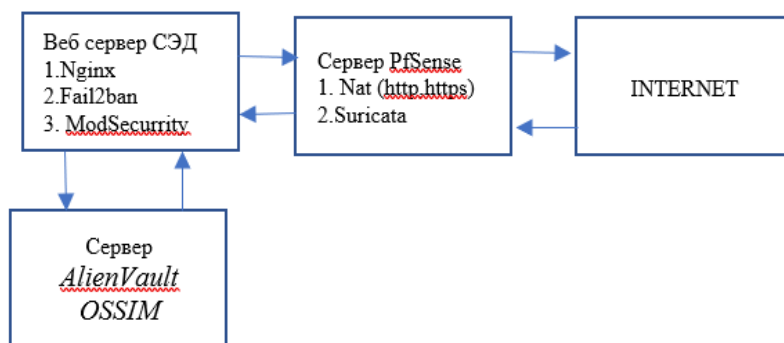 Веб сервер СЭД
1.Nginx
2.Fail2ban
3. ModSecurrity
Сервер PfSense
1. Nat (http,https)
2.Suricata
INTERNET
Сервер
AlienVault
OSSIM